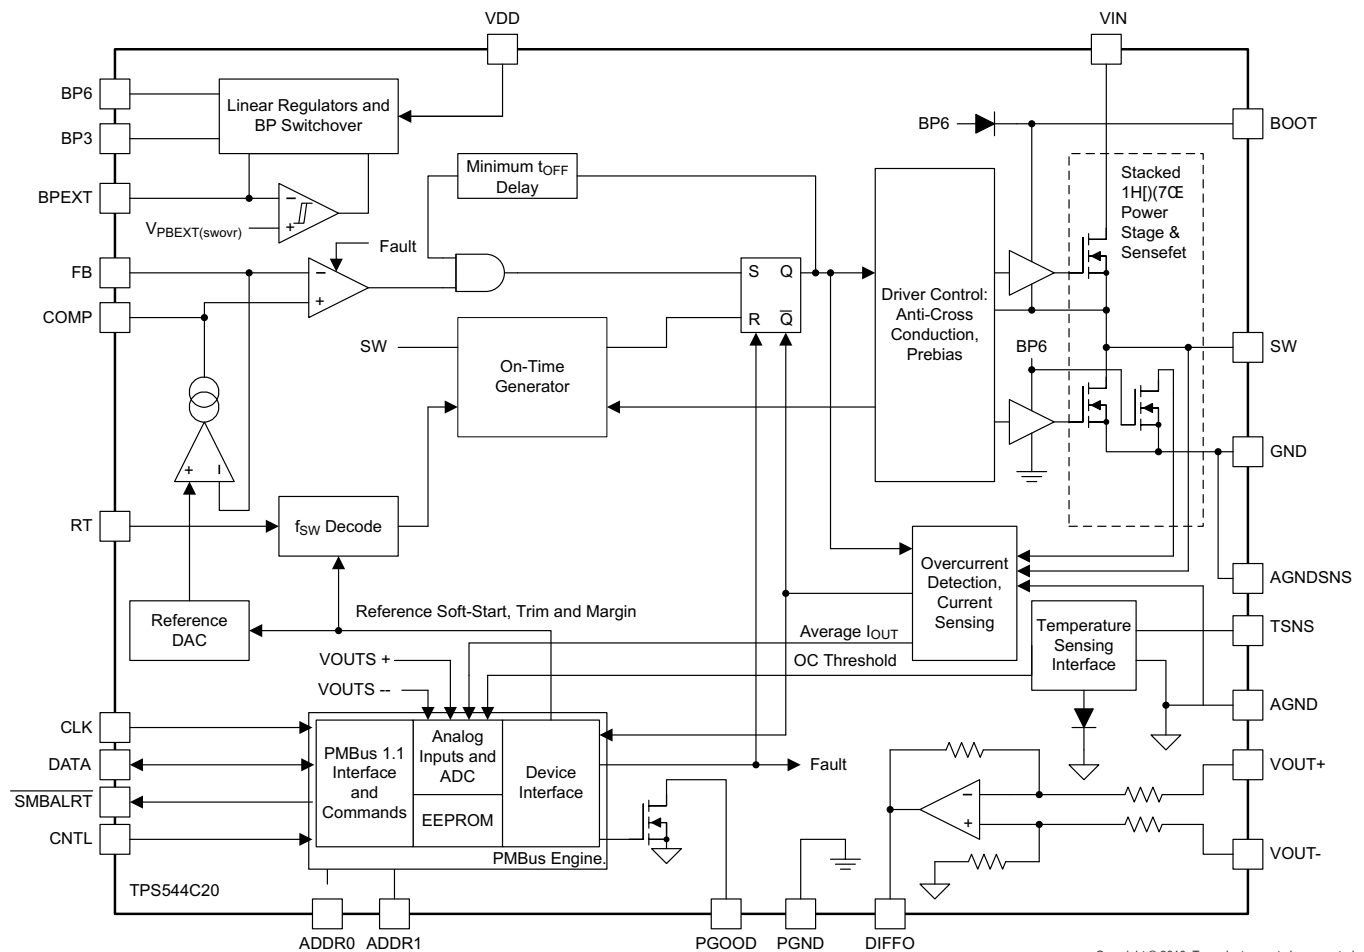 VDD
VIN
BP6
Linear Regulators and
BP Switchover
BP3
BP6
BOOT
Minimum tOFF
Delay
Stacked
1H[)(7Œ
Power
Stage &
Sensefet
BPEXT
VPBEXT(swovr)
−
+
Fault
FB
−
+
COMP
S Q
R Q̅
Driver Control:
Anti-Cross
Conduction,
Prebias
SW
On-Time
Generator
BP6
SW
GND
+ −
RT
fSW Decode
Overcurrent
Detection,
Current
Sensing
AGNDSNS
Reference
DAC
Reference Soft-Start, Trim and Margin
Average IOUT
OC Threshold
Temperature
Sensing
Interface
TSNS
VOUTS +
VOUTS --
AGND
CLK
DATA
SMBALRT
CNTL
PMBus 1.1
Interface
and
Commands
Analog
Inputs and
ADC
EEPROM
Device
Interface
PMBus Engine.
Fault
−
+
VOUT+
VOUT-
TPS544C20
ADDR0
ADDR1
PGOOD
PGND
DIFFO